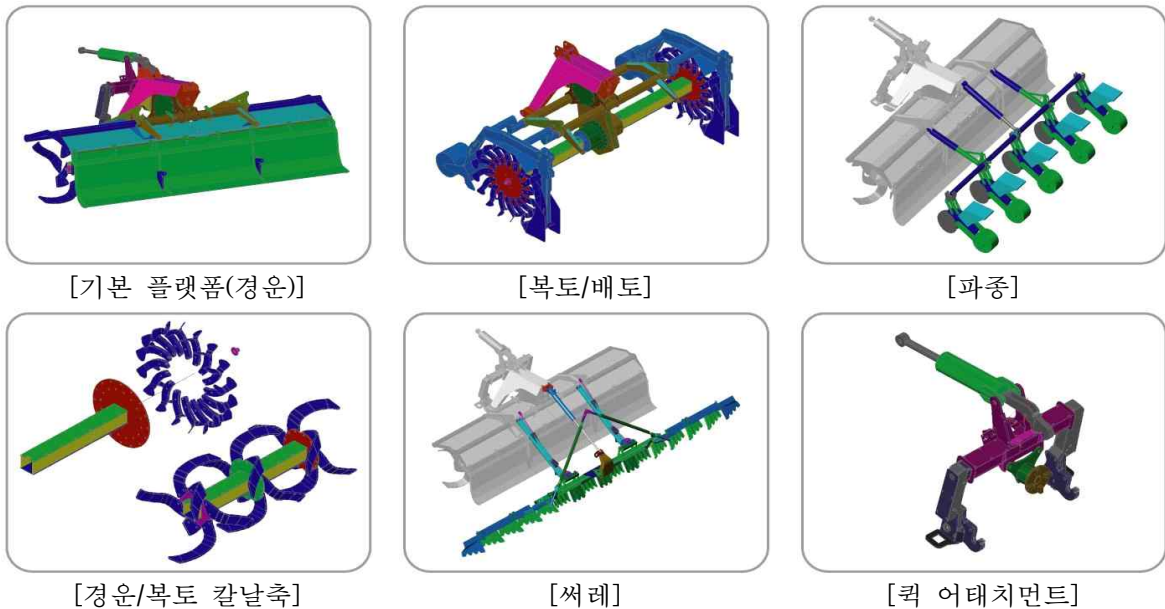 [기본 플랫폼(경운)]
[복토/배토]
[파종]
[경운/복토 칼날축]
[써레]
[퀵 어태치먼트]